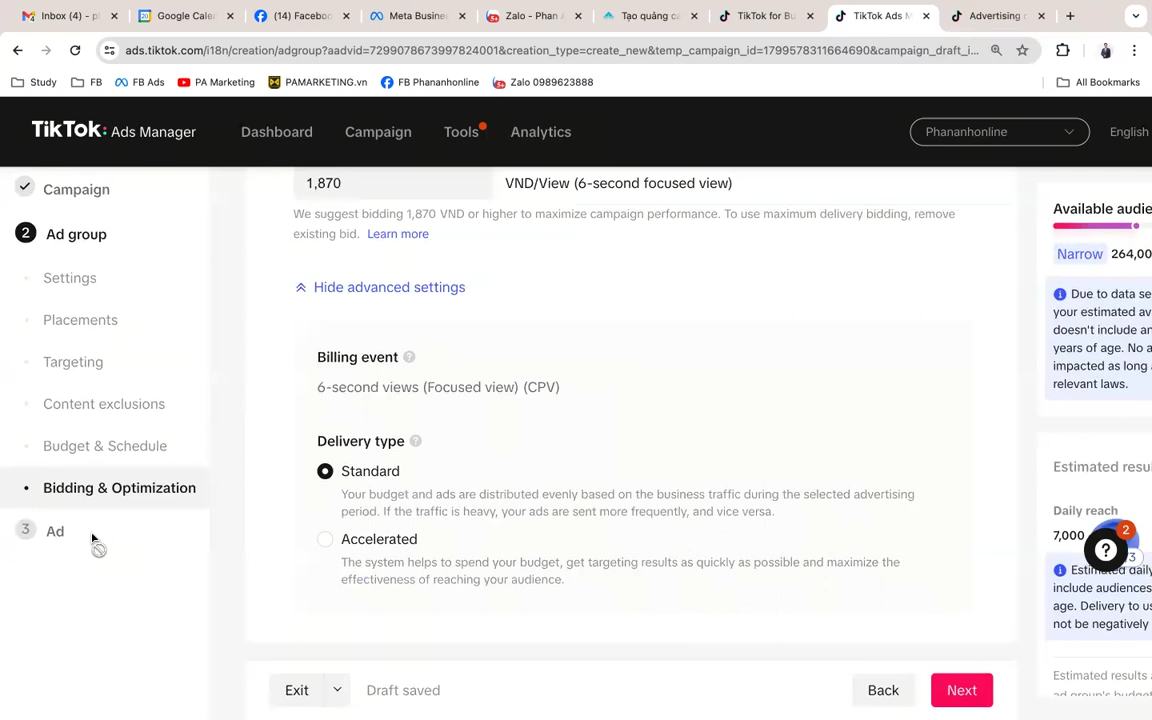 Inbox (4) - p
Google Cale
(14) Faceboo
Meta Busine
Zalo - Phan A
Tạo quảng cá
TikTok for Bu
TikTok Ads M
Advertising c
ads.tiktok.com/i18n/creation/adgroup?aadvid=7299078673997824001&creation_type=create_new&temp_campaign_id=1799578311664690&campaign_draft_i...
Study
FB
FB Ads
PA Marketing
PAMARKETING.vn
FB Phananhonline
Zalo 0989623888
All Bookmarks
TikTok: Ads Manager
Dashboard
Campaign
Tools
Analytics
Phananhonline
English
Campaign
2 Ad group
Settings
Placements
Targeting
Content exclusions
Budget & Schedule
Bidding & Optimization
3 Ad
1,870 VND/View (6-second focused view)
We suggest bidding 1,870 VND or higher to maximize campaign performance. To use maximum delivery bidding, remove
existing bid. Learn more
Hide advanced settings
Billing event
6-second views (Focused view) (CPV)
Delivery type
Standard
Your budget and ads are distributed evenly based on the business traffic during the selected advertising
period. If the traffic is heavy, your ads are sent more frequently, and vice versa.
Accelerated
The system helps to spend your budget, get targeting results as quickly as possible and maximize the
effectiveness of reaching your audience.
Exit
Draft saved
Back
Next
Available audie
Narrow 264,00
Due to data se
your estimated av
doesn't include an
years of age. No a
impacted as long a
relevant laws.
Estimated resu
Daily reach
7,000
2
3
Estimated daily
include audiences
age. Delivery to us
not be negatively
Estimated results a
ad group's budget